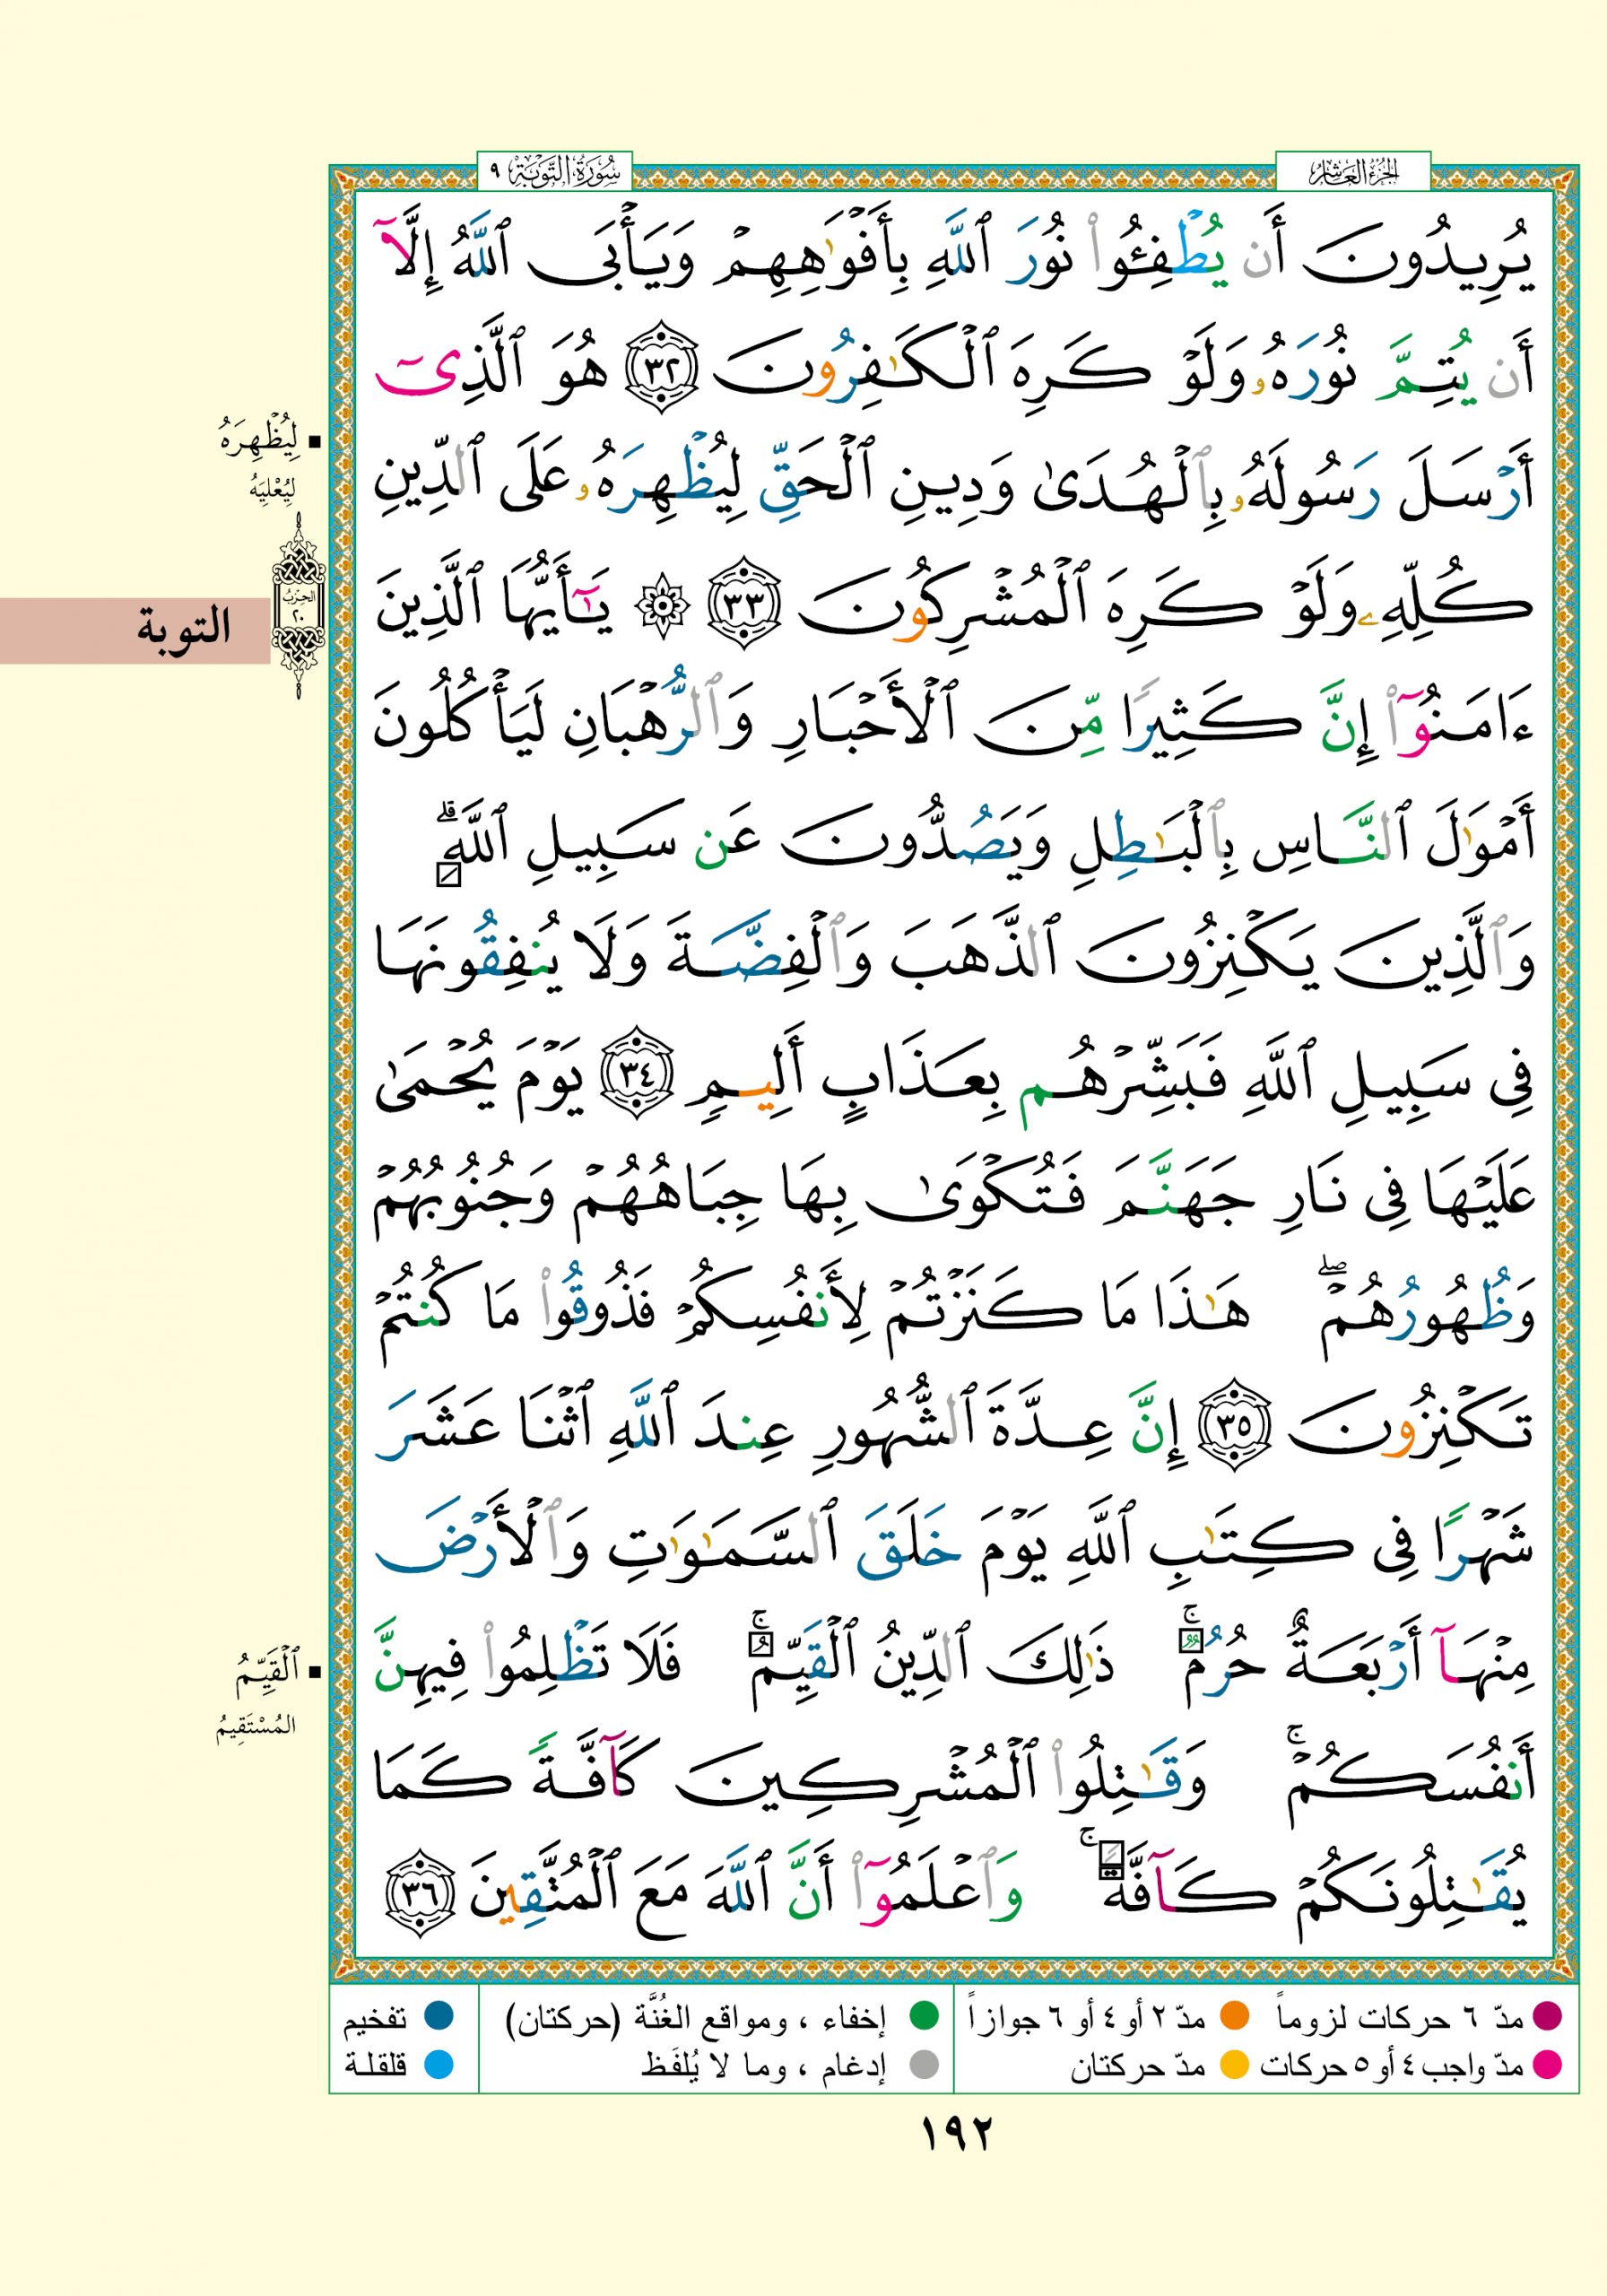 الجزء العاشر
سورة التوبة ٩
يُرِيدُونَ أَن يُطْفِـُٔوا۟ نُورَ ٱللَّهِ بِأَفْوَٰهِهِمْ وَيَأْبَى ٱللَّهُ إِلَّآ
أَن يُتِمَّ نُورَهُۥ وَلَوْ كَرِهَ ٱلْكَـٰفِرُونَ ٣٢ هُوَ ٱلَّذِىٓ
أَرْسَلَ رَسُولَهُۥ بِٱلْهُدَىٰ وَدِينِ ٱلْحَقِّ لِيُظْهِرَهُۥ عَلَى ٱلدِّينِ
كُلِّهِۦ وَلَوْ كَرِهَ ٱلْمُشْرِكُونَ ٣٣ ۞ يَـٰٓأَيُّهَا ٱلَّذِينَ
ءَامَنُوٓا۟ إِنَّ كَثِيرًا مِّنَ ٱلْأَحْبَارِ وَٱلرُّهْبَانِ لَيَأْكُلُونَ
أَمْوَٰلَ ٱلنَّاسِ بِٱلْبَـٰطِلِ وَيَصُدُّونَ عَن سَبِيلِ ٱللَّهِ ۗ
وَٱلَّذِينَ يَكْنِزُونَ ٱلذَّهَبَ وَٱلْفِضَّةَ وَلَا يُنفِقُونَهَا
فِى سَبِيلِ ٱللَّهِ فَبَشِّرْهُم بِعَذَابٍ أَلِيمٍ ٣٤ يَوْمَ يُحْمَىٰ
عَلَيْهَا فِى نَارِ جَهَنَّمَ فَتُكْوَىٰ بِهَا جِبَاهُهُمْ وَجُنُوبُهُمْ
وَظُهُورُهُمْ ۖ هَـٰذَا مَا كَنَزْتُمْ لِأَنفُسِكُمْ فَذُوقُوا۟ مَا كُنتُمْ
تَكْنِزُونَ ٣٥ إِنَّ عِدَّةَ ٱلشُّهُورِ عِندَ ٱللَّهِ ٱثْنَا عَشَرَ
شَهْرًا فِى كِتَـٰبِ ٱللَّهِ يَوْمَ خَلَقَ ٱلسَّمَـٰوَٰتِ وَٱلْأَرْضَ
مِنْهَآ أَرْبَعَةٌ حُرُمٌ ۚ ذَٰلِكَ ٱلدِّينُ ٱلْقَيِّمُ ۚ فَلَا تَظْلِمُوا۟ فِيهِنَّ
أَنفُسَكُمْ ۚ وَقَـٰتِلُوا۟ ٱلْمُشْرِكِينَ كَآفَّةً كَمَا
يُقَـٰتِلُونَكُمْ كَآفَّةً ۚ وَٱعْلَمُوٓا۟ أَنَّ ٱللَّهَ مَعَ ٱلْمُتَّقِينَ ٣٦
▪ لِيُظْهِرَهُ
لِيُعْلِيَهُ
الحزب
٢٠
التوبة
▪ ٱلْقَيِّمُ
المُسْتَقِيمُ
مدّ ٦ حركات لزوماً ● مدّ ٢ أو ٤ أو ٦ جوازاً
مدّ واجب ٤ أو ٥ حركات ● مدّ حركتان
إخفاء ، ومواقع الغُنَّة (حركتان)
إدغام ، وما لا يُلفَظ
تفخيم
قلقلة
١٩٢